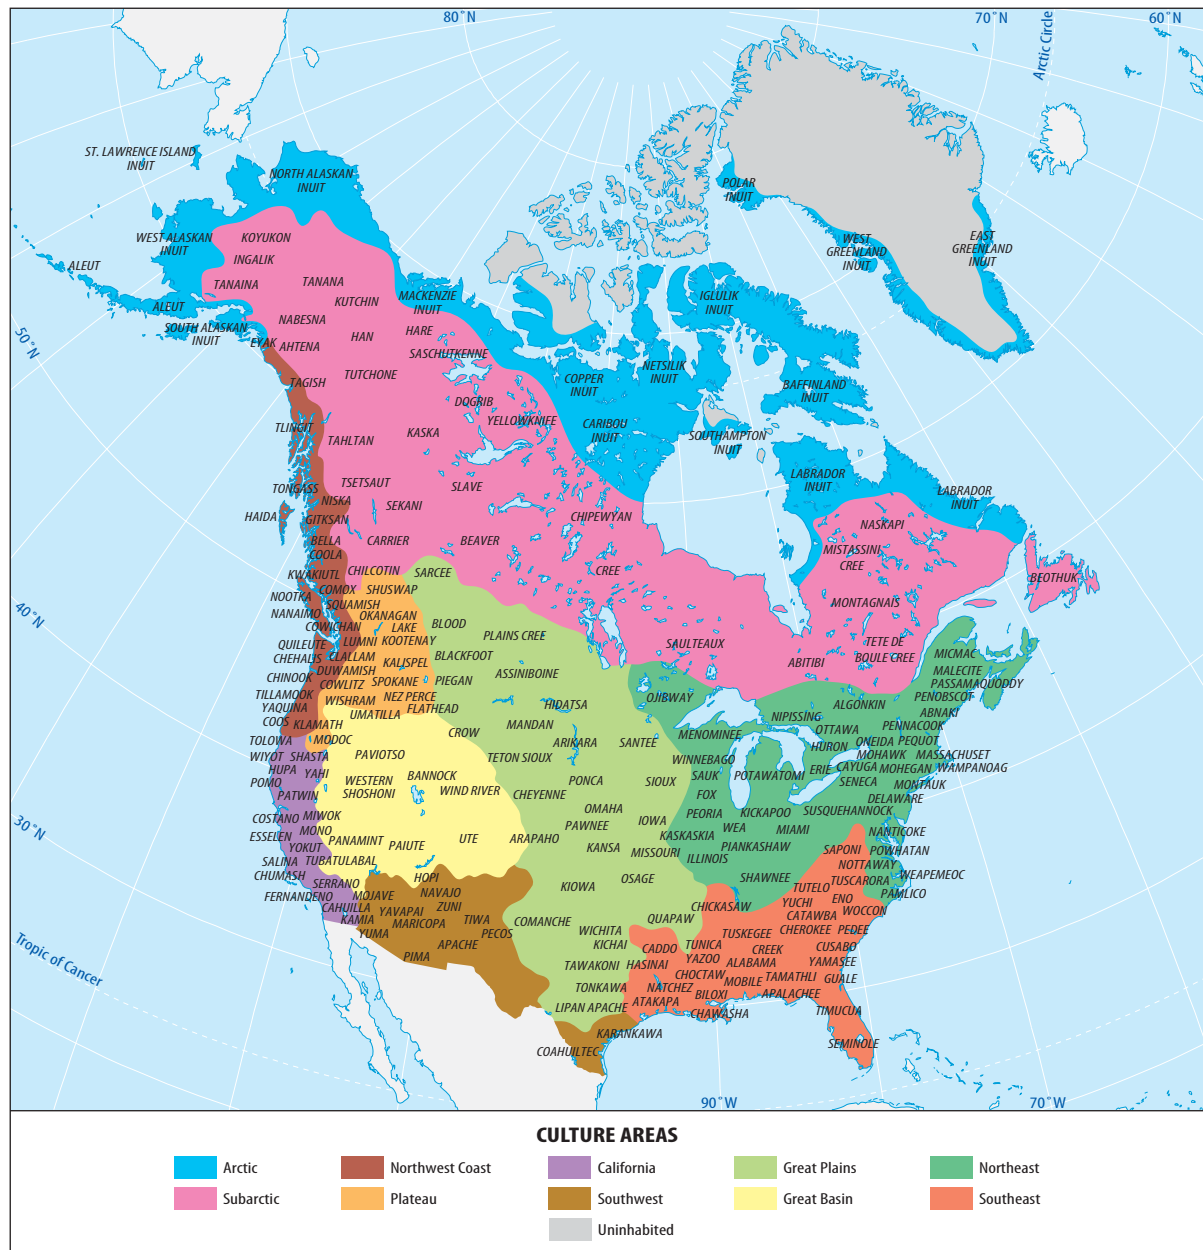 80°N
70°N
60°N
Arctic Circle
ST. LAWRENCE ISLAND
INUIT
NORTH ALASKAN
INUIT
POLAR
INUIT
WEST ALASKAN
INUIT
KOYUKON
INGALIK
WEST
GREENLAND
INUIT
EAST
GREENLAND
INUIT
ALEUT
TANAINA
TANANA
KUTCHIN
MACKENZIE
INUIT
IGLULIK
INUIT
ALEUT
SOUTH ALASKAN
INUIT
NABESNA
HAN
HARE
EYAK
AHTENA
SASCHUTKENNE
50°N
TAGISH
TUTCHONE
COPPER
INUIT
NETSILIK
INUIT
BAFFINLAND
INUIT
DOGRIB
YELLOWKNIFE
CARIBOU
INUIT
SOUTHAMPTON
INUIT
TLINGIT
TAHLTAN
KASKA
LABRADOR
INUIT
LABRADOR
INUIT
TONGASS
TSETSAUT
SLAVE
NISKA
SEKANI
HAIDA
GITKSAN
CHIPEWYAN
NASKAPI
BELLA
COOLA
CARRIER
BEAVER
MISTASSINI
CREE
KWAKIUTL
CHILCOTIN
SARCEE
CREE
BEOTHUK
COMOX
SHUSWAP
NOOTKA
SQUAMISH
MONTAGNAIS
40°N
NANAIMO
OKANAGAN
COWICHAN
LAKE
BLOOD
PLAINS CREE
QUILEUTE
LUMNI
KOOTENAY
SAULTEAUX
TETE DE
BOULE CREE
CHEHALIS
CLALLAM
KALISPEL
BLACKFOOT
ABITIBI
MICMAC
DUWAMISH
ASSINIBOINE
MALECITE
CHINOOK
COWLITZ
SPOKANE
PIEGAN
PASSAMAQUODDY
TILLAMOOK
WISHRAM
NEZ PERCE
OJIBWAY
PENOBSCOT
YAQUINA
UMATILLA
FLATHEAD
HIDATSA
NIPISSING
ALGONKIN
ABNAKI
COOS
KLAMATH
MANDAN
OTTAWA
PENNACOOK
TOLOWA
MODOC
CROW
ARIKARA
SANTEE
MENOMINEE
HURON
ONEIDA
PEQUOT
WIYOT
SHASTA
PAVIOTSO
TETON SIOUX
WINNEBAGO
MOHAWK
MASSACHUSET
HUPA
YAHI
SAUK
POTAWATOMI
ERIE
CAYUGA
MOHEGAN
WAMPANOAG
POMO
WESTERN
SHOSHONI
BANNOCK
PONCA
SIOUX
SENECA
MONTAUK
PATWIN
WIND RIVER
CHEYENNE
FOX
DELAWARE
COSTANO
MIWOK
OMAHA
PEORIA
KICKAPOO
SUSQUEHANNOCK
30°N
ESSELEN
MONO
PAWNEE
IOWA
KASKASKIA
WEA
MIAMI
NANTICOKE
YOKUT
PANAMINT
PAIUTE
UTE
ARAPAHO
KANSA
MISSOURI
PIANKASHAW
SAPONI
POWHATAN
SALINA
TUBATULABAL
ILLINOIS
NOTTAWAY
CHUMASH
SERRANO
HOPI
OSAGE
SHAWNEE
TUSCARORA
WEAPEMEOC
FERNANDENO
MOJAVE
NAVAJO
KIOWA
TUTELO
PAMLICO
CAHUILLA
YAVAPAI
ZUNI
CHICKASAW
YUCHI
ENO
KAMIA
MARICOPA
TIWA
COMANCHE
QUAPAW
CATAWBA
WOCCON
YUMA
PECOS
WICHITA
TUSKEGEE
CHEROKEE
PEDEE
Tropic of Cancer
APACHE
KICHAI
CADDO
TUNICA
CREEK
CUSABO
PIMA
TAWAKONI
HASINAI
YAZOO
ALABAMA
YAMASEE
CHOCTAW
MOBILE
TAMATHLI
GUALE
TONKAWA
NATCHEZ
BILOXI
APALACHEE
LIPAN APACHE
ATAKAPA
CHAWASHA
TIMUCUA
KARANKAWA
SEMINOLE
COAHUILTEC
90°W
70°W
CULTURE AREAS
Arctic
Northwest Coast
California
Great Plains
Northeast
Subarctic
Plateau
Southwest
Great Basin
Southeast
Uninhabited